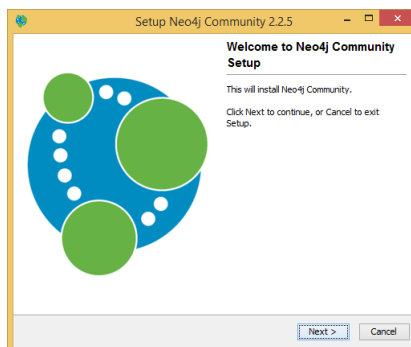 Setup Neo4j Community 2.2.5
Welcome to Neo4j Community
Setup
This will install Neo4j Community.
Click Next to continue, or Cancel to exit
Setup.
Next >
Cancel